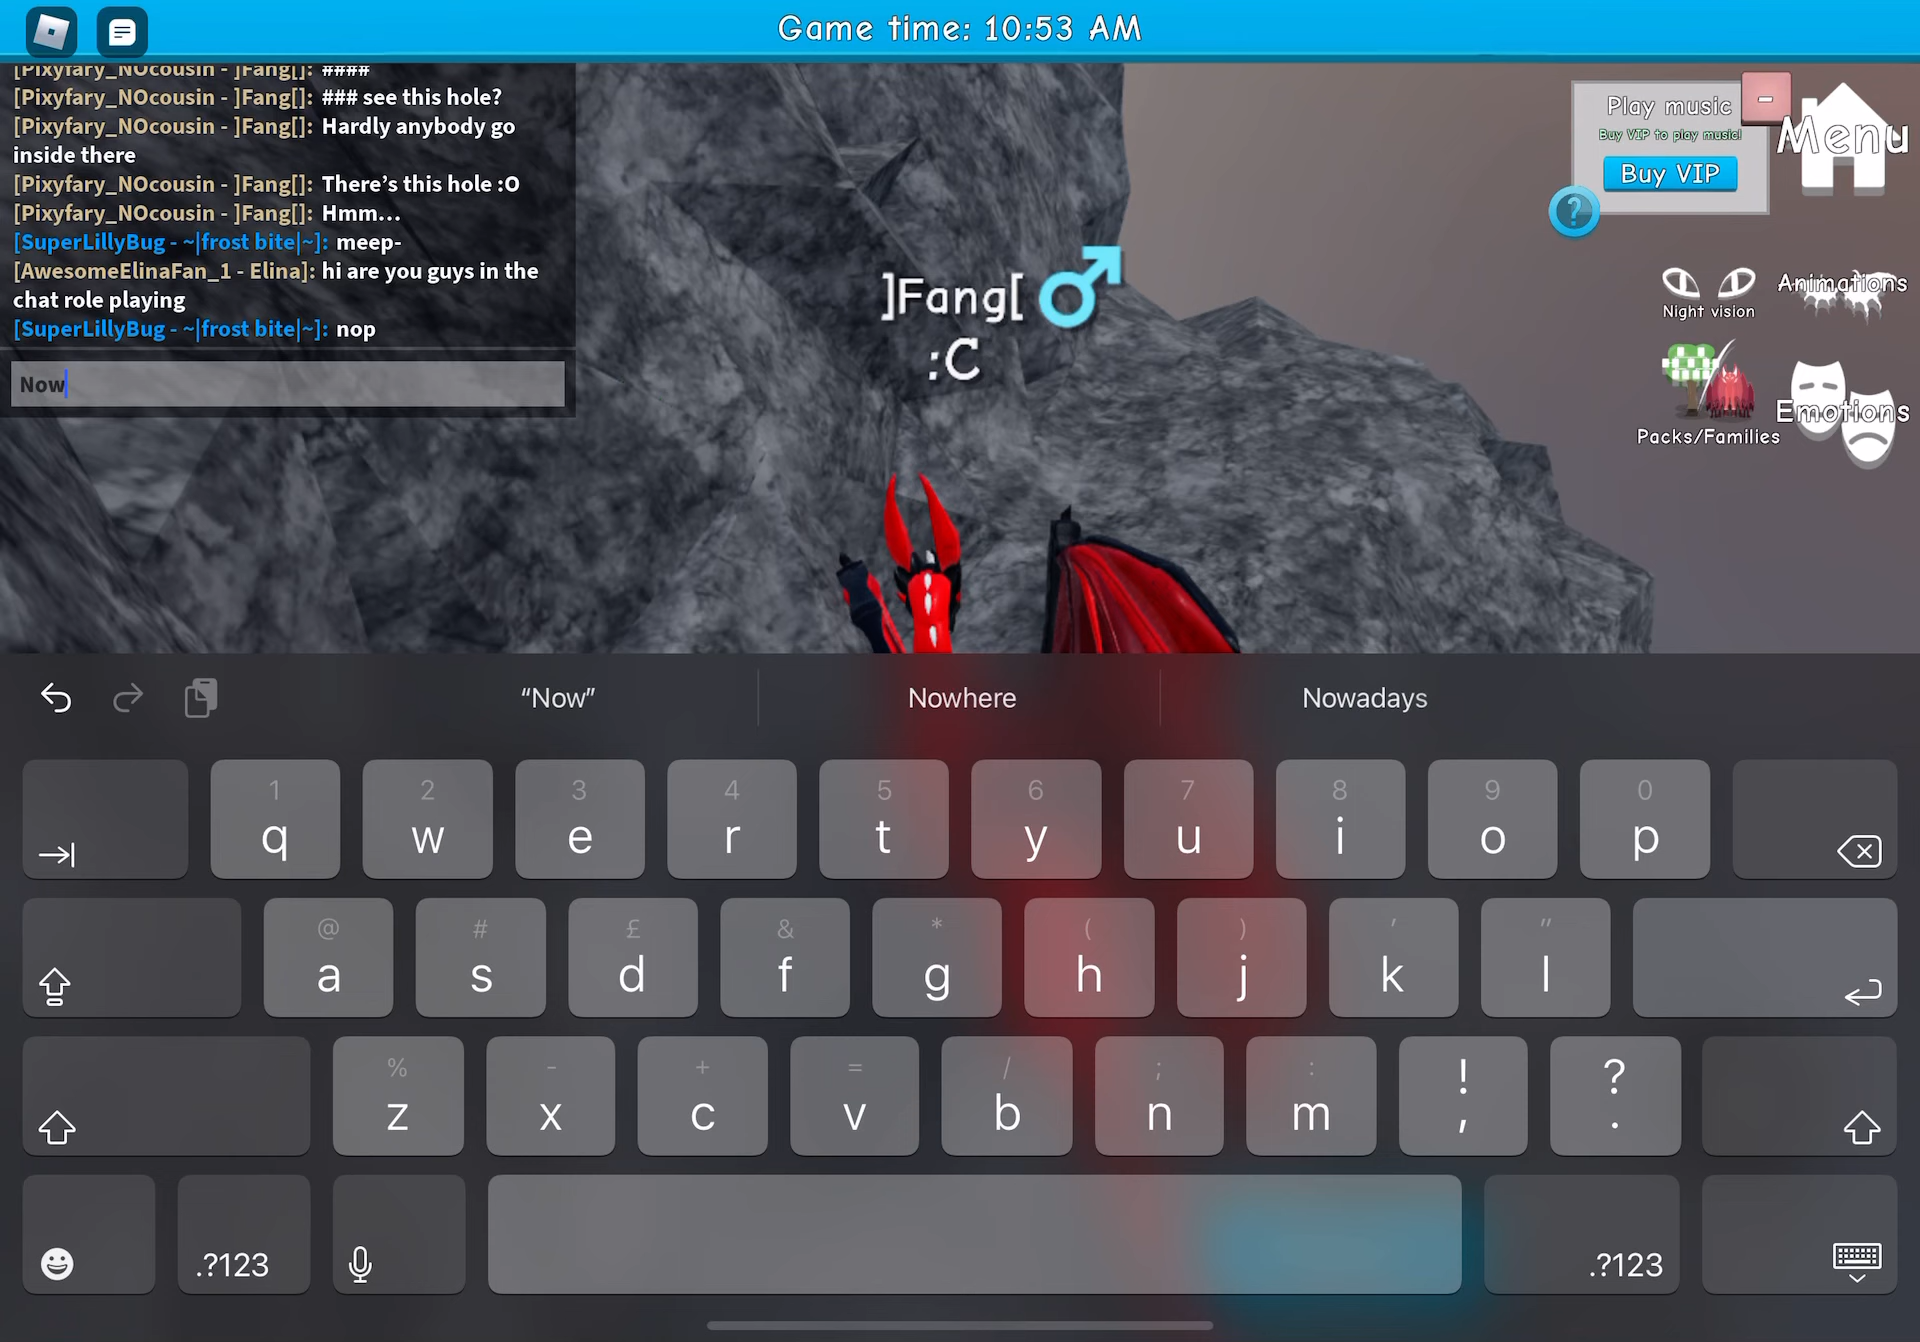 Game time: 10:53 AM
[Pixyfary_NOcousin - ]Fang[]: ####
[Pixyfary_NOcousin - ]Fang[]: ### see this hole?
[Pixyfary_NOcousin - ]Fang[]: Hardly anybody go
inside there
[Pixyfary_NOcousin - ]Fang[]: There's this hole :O
[Pixyfary_NOcousin - ]Fang[]: Hmm...
[SuperLillyBug - ~|frost bite|~]: meep-
[AwesomeElinaFan_1 - Elina]: hi are you guys in the
chat role playing
[SuperLillyBug - ~|frost bite|~]: nop
Now
]Fang[
:C
Play music
-
Buy VIP to play music!
Buy VIP
?
Menu
Night vision
Animations
Packs/Families
Emotions
“Now”
Nowhere
Nowadays
1 2 3 4 5 6 7 8 9 0
q w e r t y u i o p
@ # £ & * ( ) ' "
a s d f g h j k l
% - + = / ; : ! ?
z x c v b n m , .
.?123
.?123